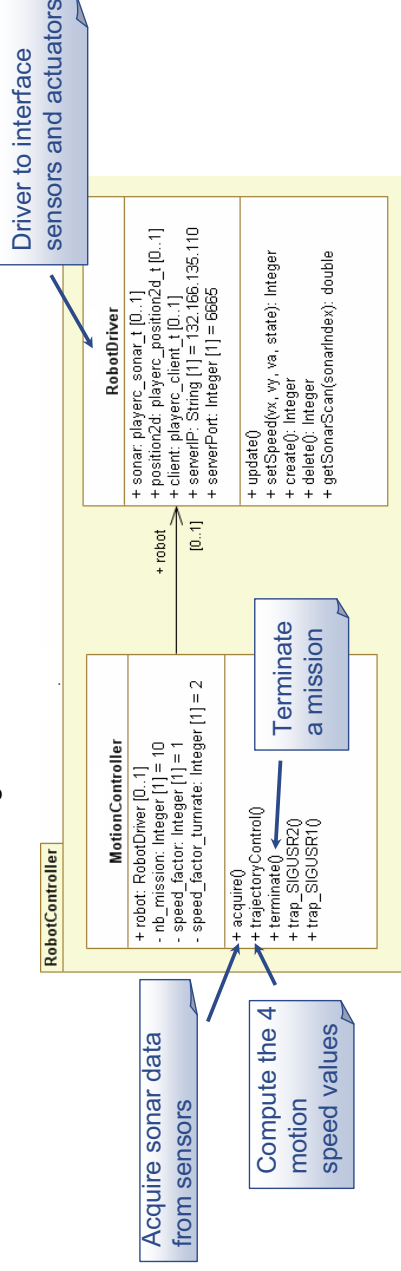 RobotController
MotionController
+ robot: RobotDriver [0..1]
- nb_mission: Integer [1] = 10
- speed_factor: Integer [1] = 1
- speed_factor_turnrate: Integer [1] = 2
+ acquire()
+ trajectoryControl()
+ terminate()
+ trap_SIGUSR2()
+ trap_SIGUSR1()
+ robot
[0..1]
RobotDriver
+ sonar: playerc_sonar_t [0..1]
+ position2d: playerc_position2d_t [0..1]
+ client: playerc_client_t [0..1]
+ serverIP: String [1] = 132.166.135.110
+ serverPort: Integer [1] = 6665
+ update()
+ setSpeed(vx, vy, va, state): Integer
+ create(): Integer
+ delete(): Integer
+ getSonarScan(sonarIndex): double
Acquire sonar data
from sensors
Compute the 4
motion
speed values
Terminate
a mission
Driver to interface
sensors and actuators